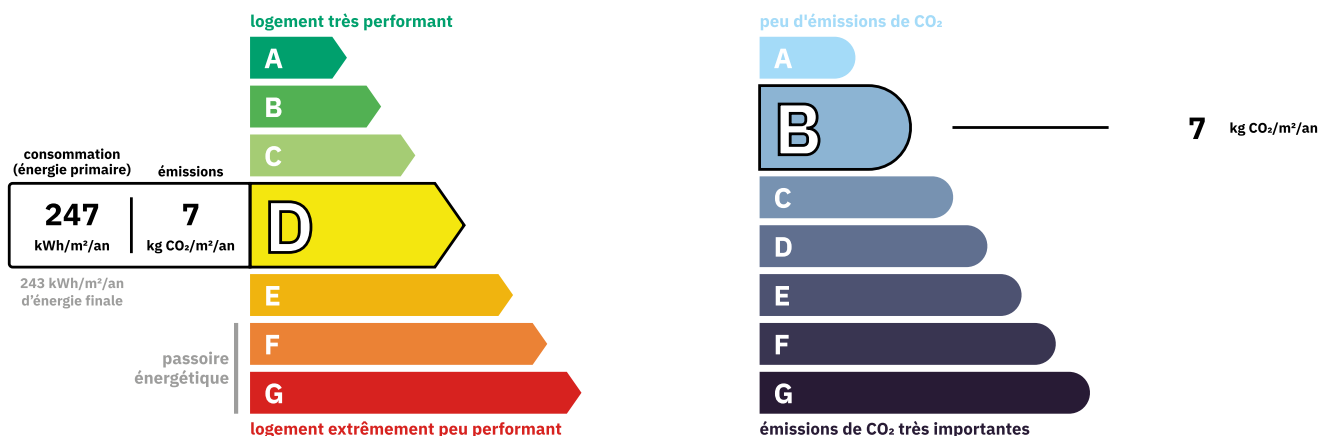 logement très performant
A
B
C
consommation
(énergie primaire)
émissions
247
kWh/m²/an
7
kg CO₂/m²/an
D
243 kWh/m²/an
d'énergie finale
E
F
passoire
énergétique
G
logement extrêmement peu performant
peu d'émissions de CO₂
A
B
7 kg CO₂/m²/an
C
D
E
F
G
émissions de CO₂ très importantes